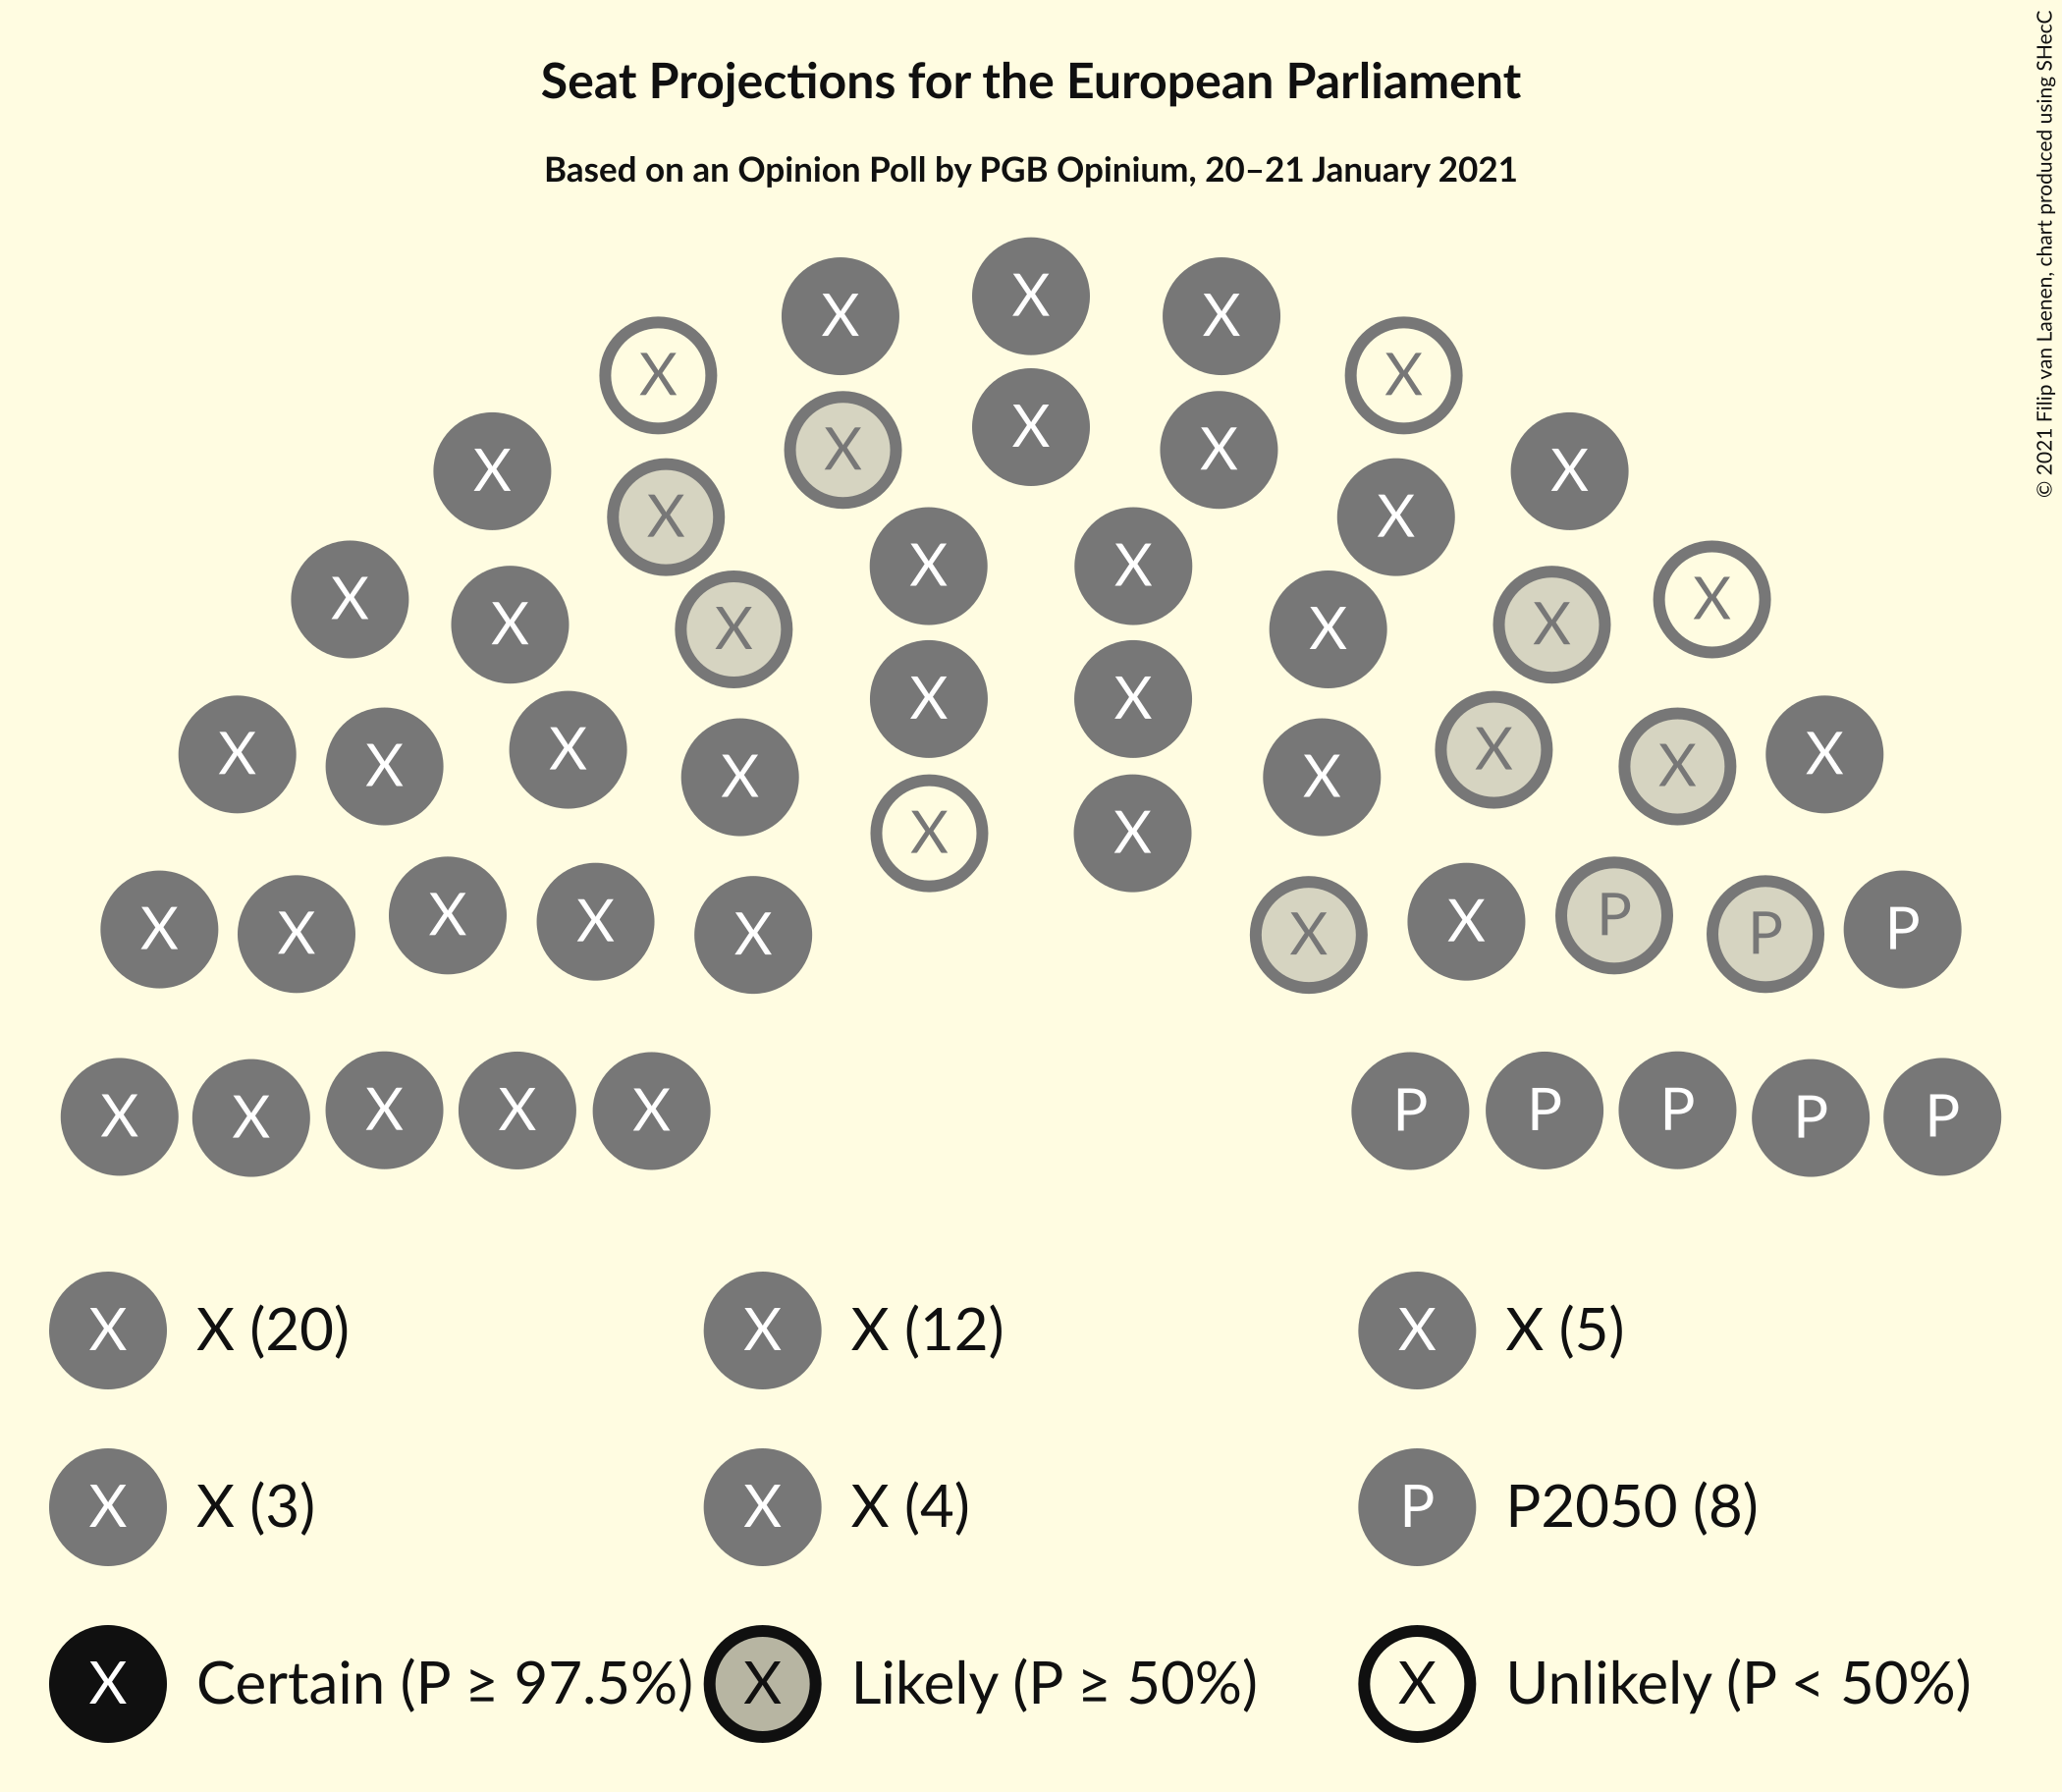 © 2021 Filip van Laenen, chart produced using SHecC
Seat Projections for the European Parliament
Based on an Opinion Poll by PGB Opinium, 20–21 January 2021
X X X
X X
X X X
X X
X X
X X
X X X X X X
X X
X X X X X X X X
X X
X X X X X X X P P P
X X X X X P P P P P
X X (20) X X (12) X X (5)
X X (3) X X (4) P P2050 (8)
X Certain (P ≥ 97.5%) X Likely (P ≥ 50%) X Unlikely (P < 50%)